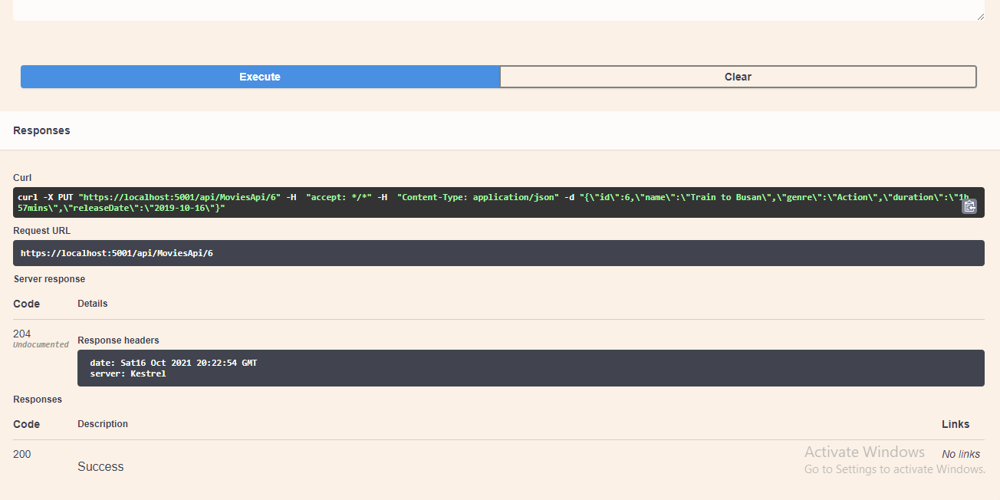 Execute
Clear
Responses
Curl
curl -X PUT "https://localhost:5001/api/MoviesApi/6" -H  "accept: */*" -H  "Content-Type: application/json" -d "{\"id\":6,\"name\":\"Train to Busan\",\"genre\":\"Action\",\"duration\":\"1h
57mins\",\"releaseDate\":\"2019-10-16\"}"
Request URL
https://localhost:5001/api/MoviesApi/6
Server response
Code Details
204
Undocumented
Response headers
date: Sat16 Oct 2021 20:22:54 GMT
server: Kestrel
Responses
Code Description Links
200
Success
No links
Activate Windows
Go to Settings to activate Windows.